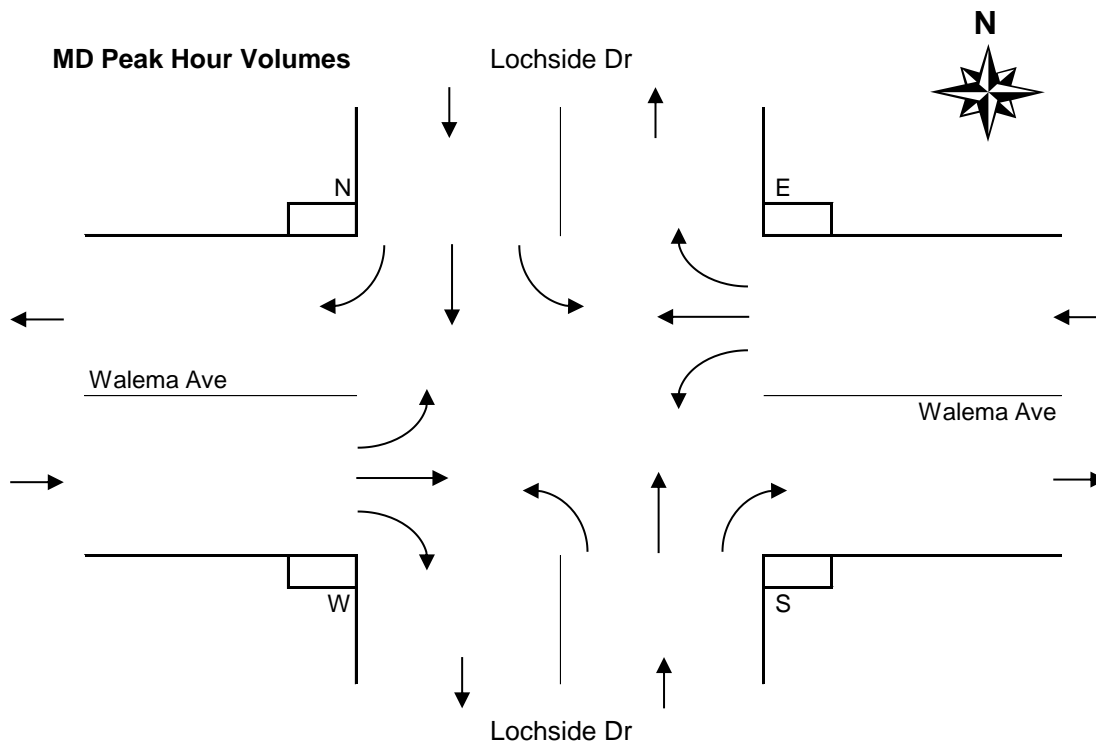 N
MD Peak Hour Volumes
Lochside Dr
N
E
Walema Ave
Walema Ave
W
S
Lochside Dr